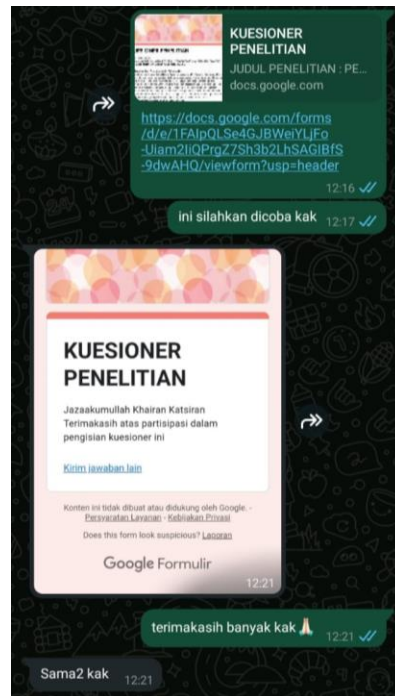 KUESIONER
PENELITIAN
JUDUL PENELITIAN : PE...
docs.google.com
https://docs.google.com/forms
/d/e/1FAIpQLSe4GJBWeiYLjFo
-Uiam2IiQPrgZ7Sh3b2LhSAGIBfS
-9dwAHQ/viewform?usp=header
12:16
ini silahkan dicoba kak 12:17
KUESIONER
PENELITIAN
Jazaakumullah Khairan Katsiran
Terimakasih atas partisipasi dalam
pengisian kuesioner ini
Kirim jawaban lain
Konten ini tidak dibuat atau didukung oleh Google. -
Persyaratan Layanan - Kebijakan Privasi
Does this form look suspicious? Laporan
Google Formulir
12:21
terimakasih banyak kak 🙏🏻 12:21
Sama2 kak 12:21